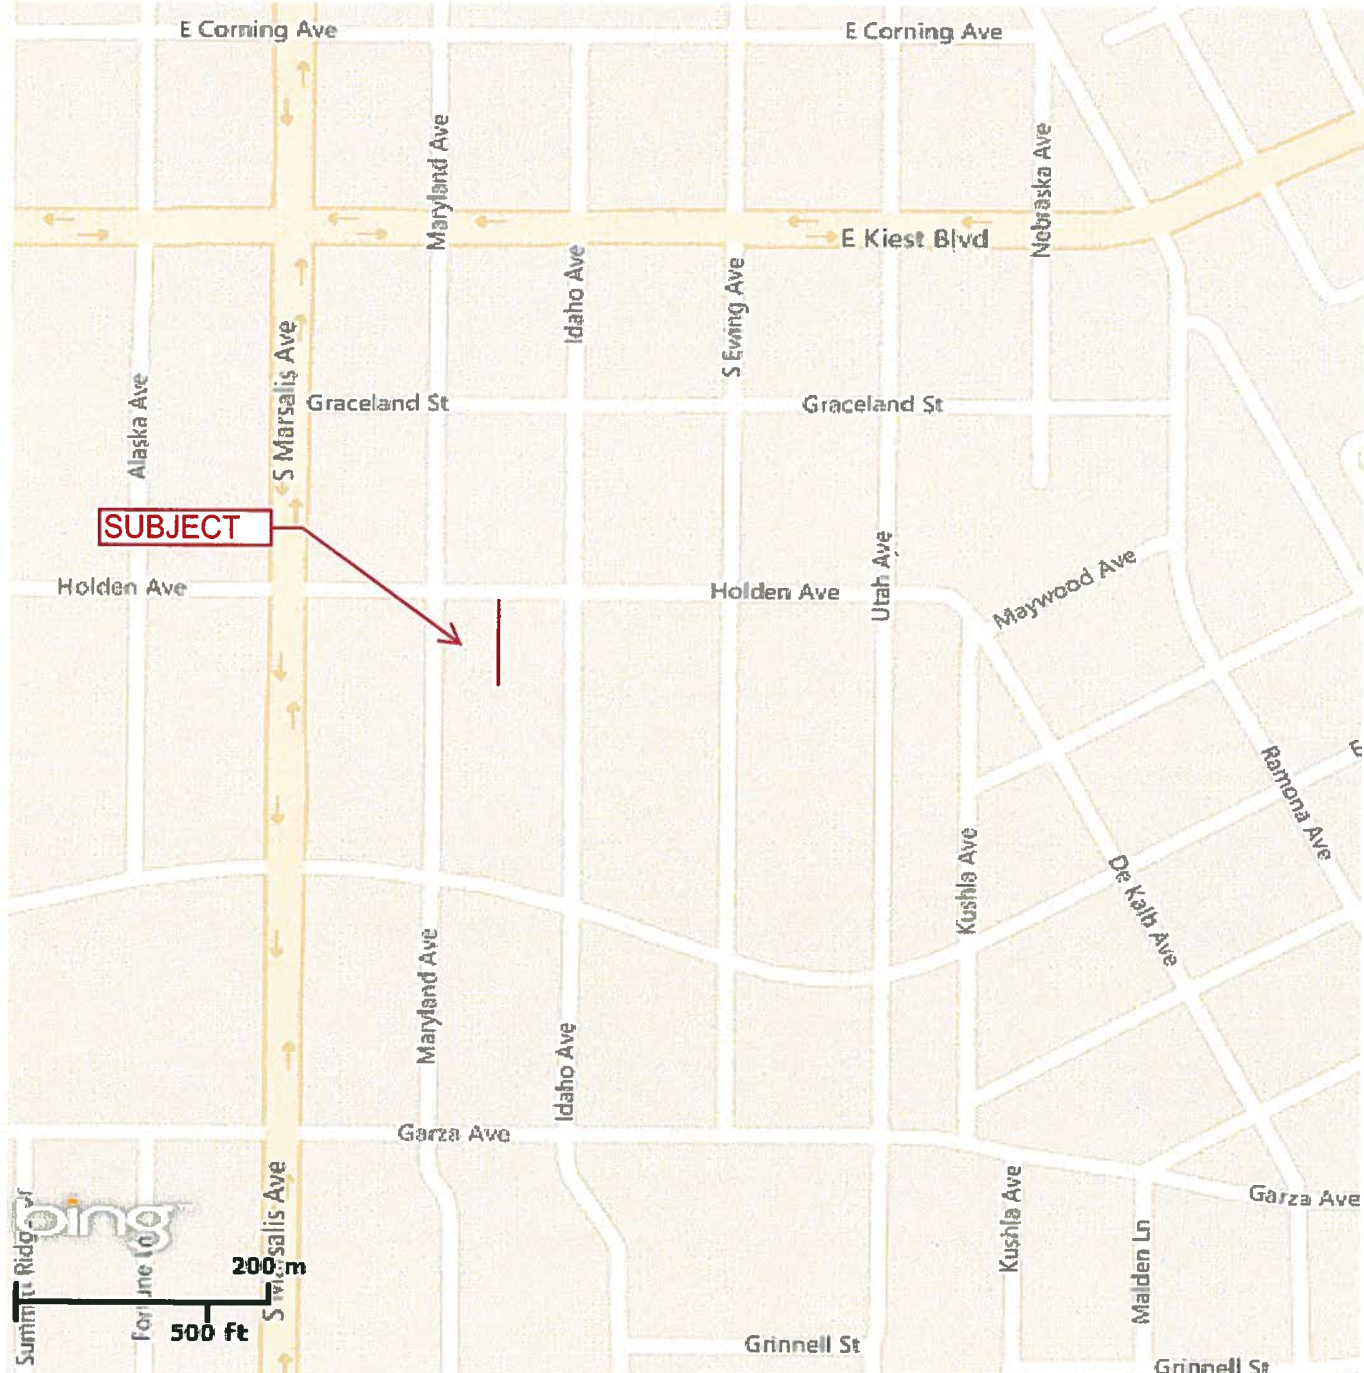 E Corning Ave
E Corning Ave
Maryland Ave
Nebraska Ave
E Kiest Blvd
Idaho Ave
S Ewing Ave
S Marsalis Ave
Alaska Ave
Graceland St
Graceland St
SUBJECT
Utah Ave
Holden Ave
Holden Ave
Maywood Ave
E
Ramona Ave
Kushla Ave
De Kalb Ave
Maryland Ave
Idaho Ave
Garza Ave
Garza Ave
Kushla Ave
Malden Ln
S Marsalis Ave
bing
200 m
500 ft
Grinnell St
Grinnell St